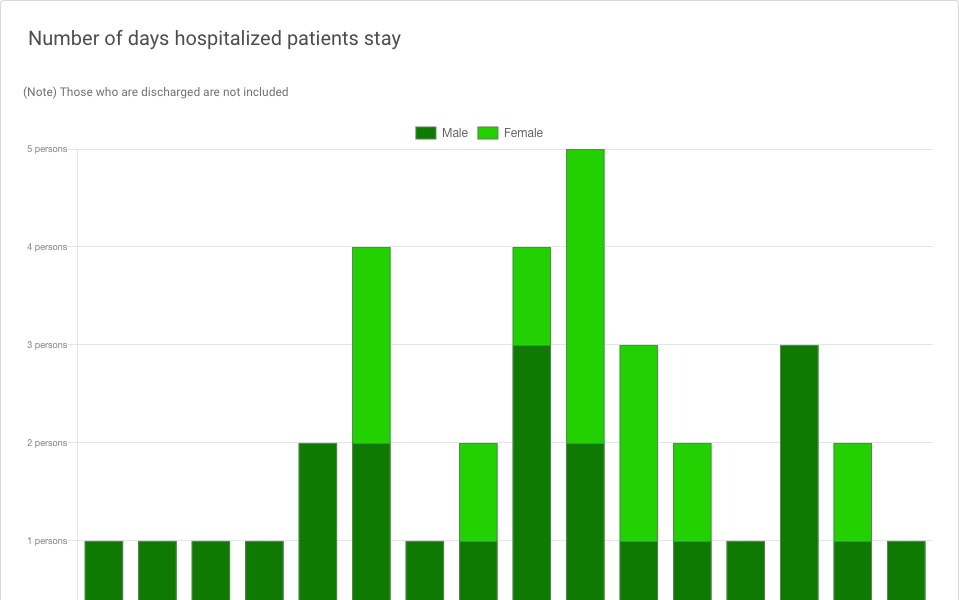 Number of days hospitalized patients stay
(Note) Those who are discharged are not included
Male Female
5 persons
4 persons
3 persons
2 persons
1 persons